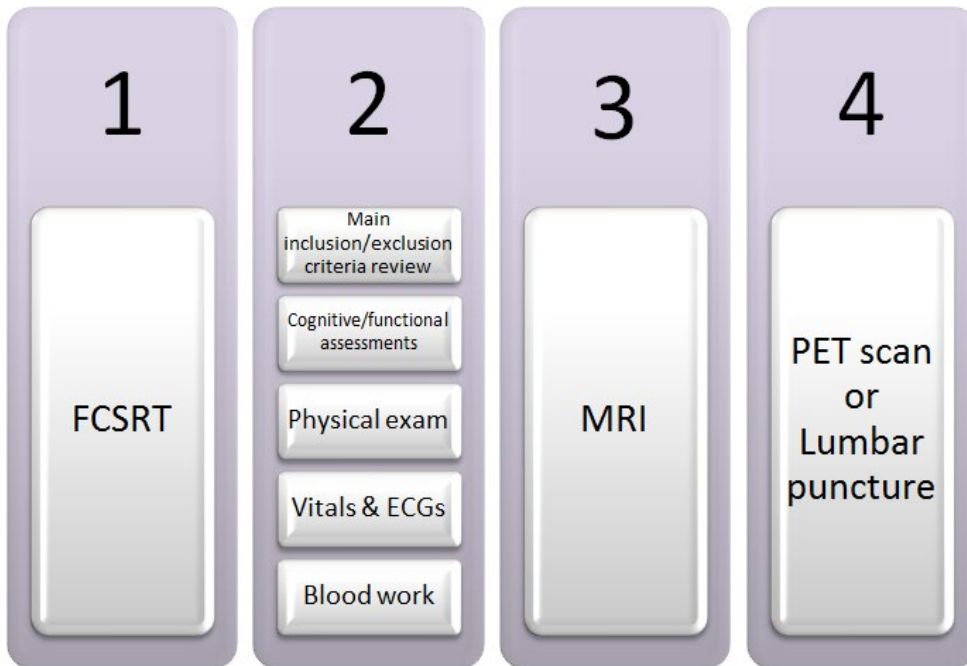 1
FCSRT
2
Main
inclusion/exclusion
criteria review
Cognitive/functional
assessments
Physical exam
Vitals & ECGs
Blood work
3
MRI
4
PET scan
or
Lumbar
puncture